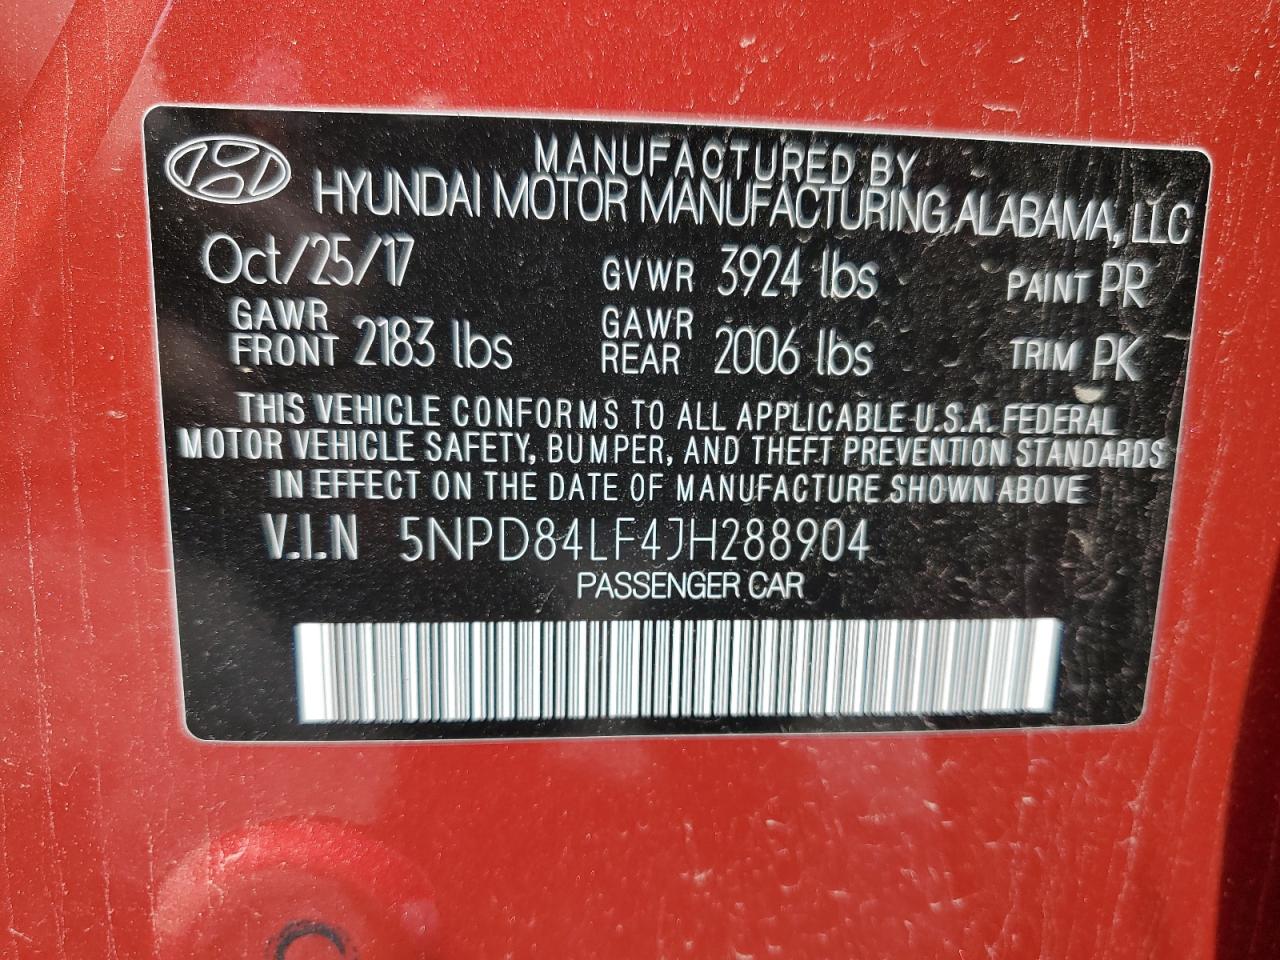 MANUFACTURED BY
HYUNDAI MOTOR MANUFACTURING ALABAMA, LLC
Oct/25/17 GVWR 3924 lbs PAINT PR
GAWR FRONT 2183 lbs GAWR REAR 2006 lbs TRIM PK
THIS VEHICLE CONFORMS TO ALL APPLICABLE U.S.A. FEDERAL
MOTOR VEHICLE SAFETY, BUMPER, AND THEFT PREVENTION STANDARDS
IN EFFECT ON THE DATE OF MANUFACTURE SHOWN ABOVE
V.I.N 5NPD84LF4JH288904
PASSENGER CAR